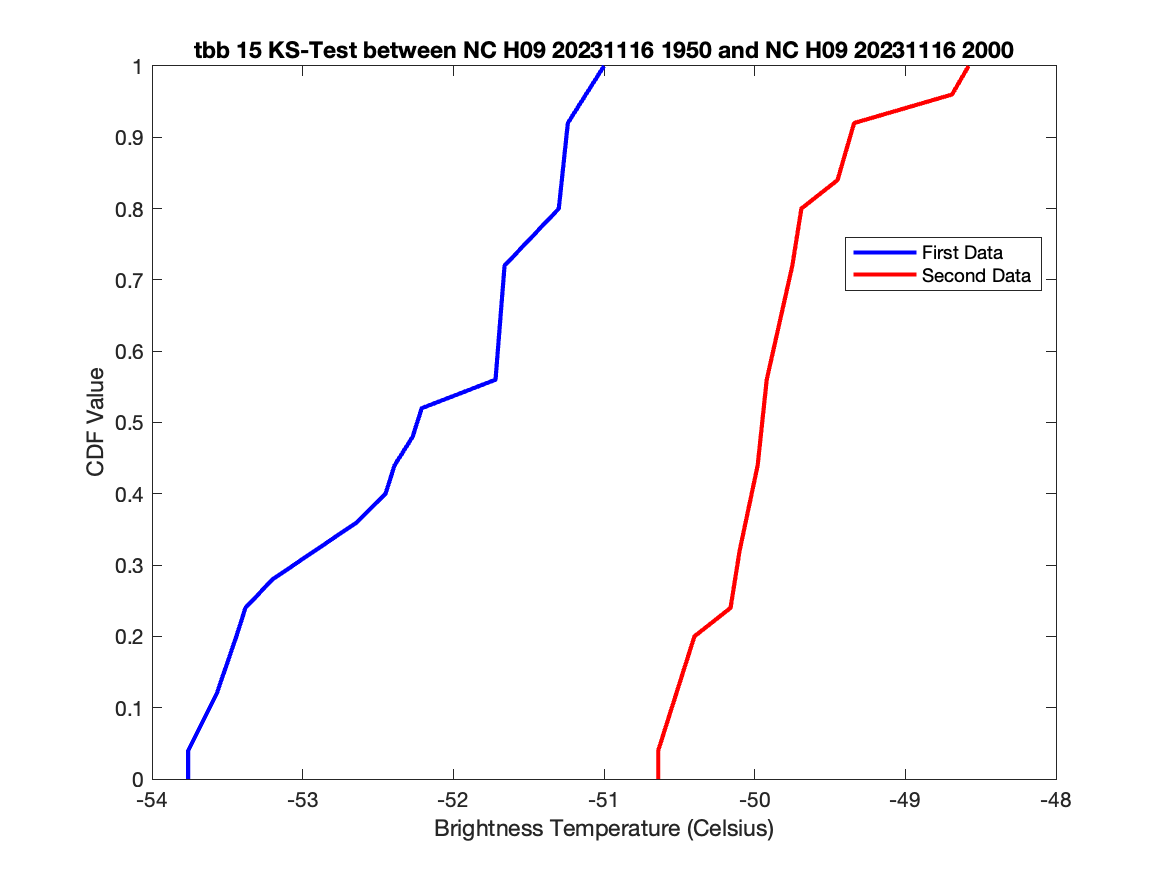 tbb 15 KS-Test between NC H09 20231116 1950 and NC H09 20231116 2000
1
0.9
0.8
0.7
0.6
0.5
0.4
0.3
0.2
0.1
0
CDF Value
First Data
Second Data
-54 -53 -52 -51 -50 -49 -48
Brightness Temperature (Celsius)